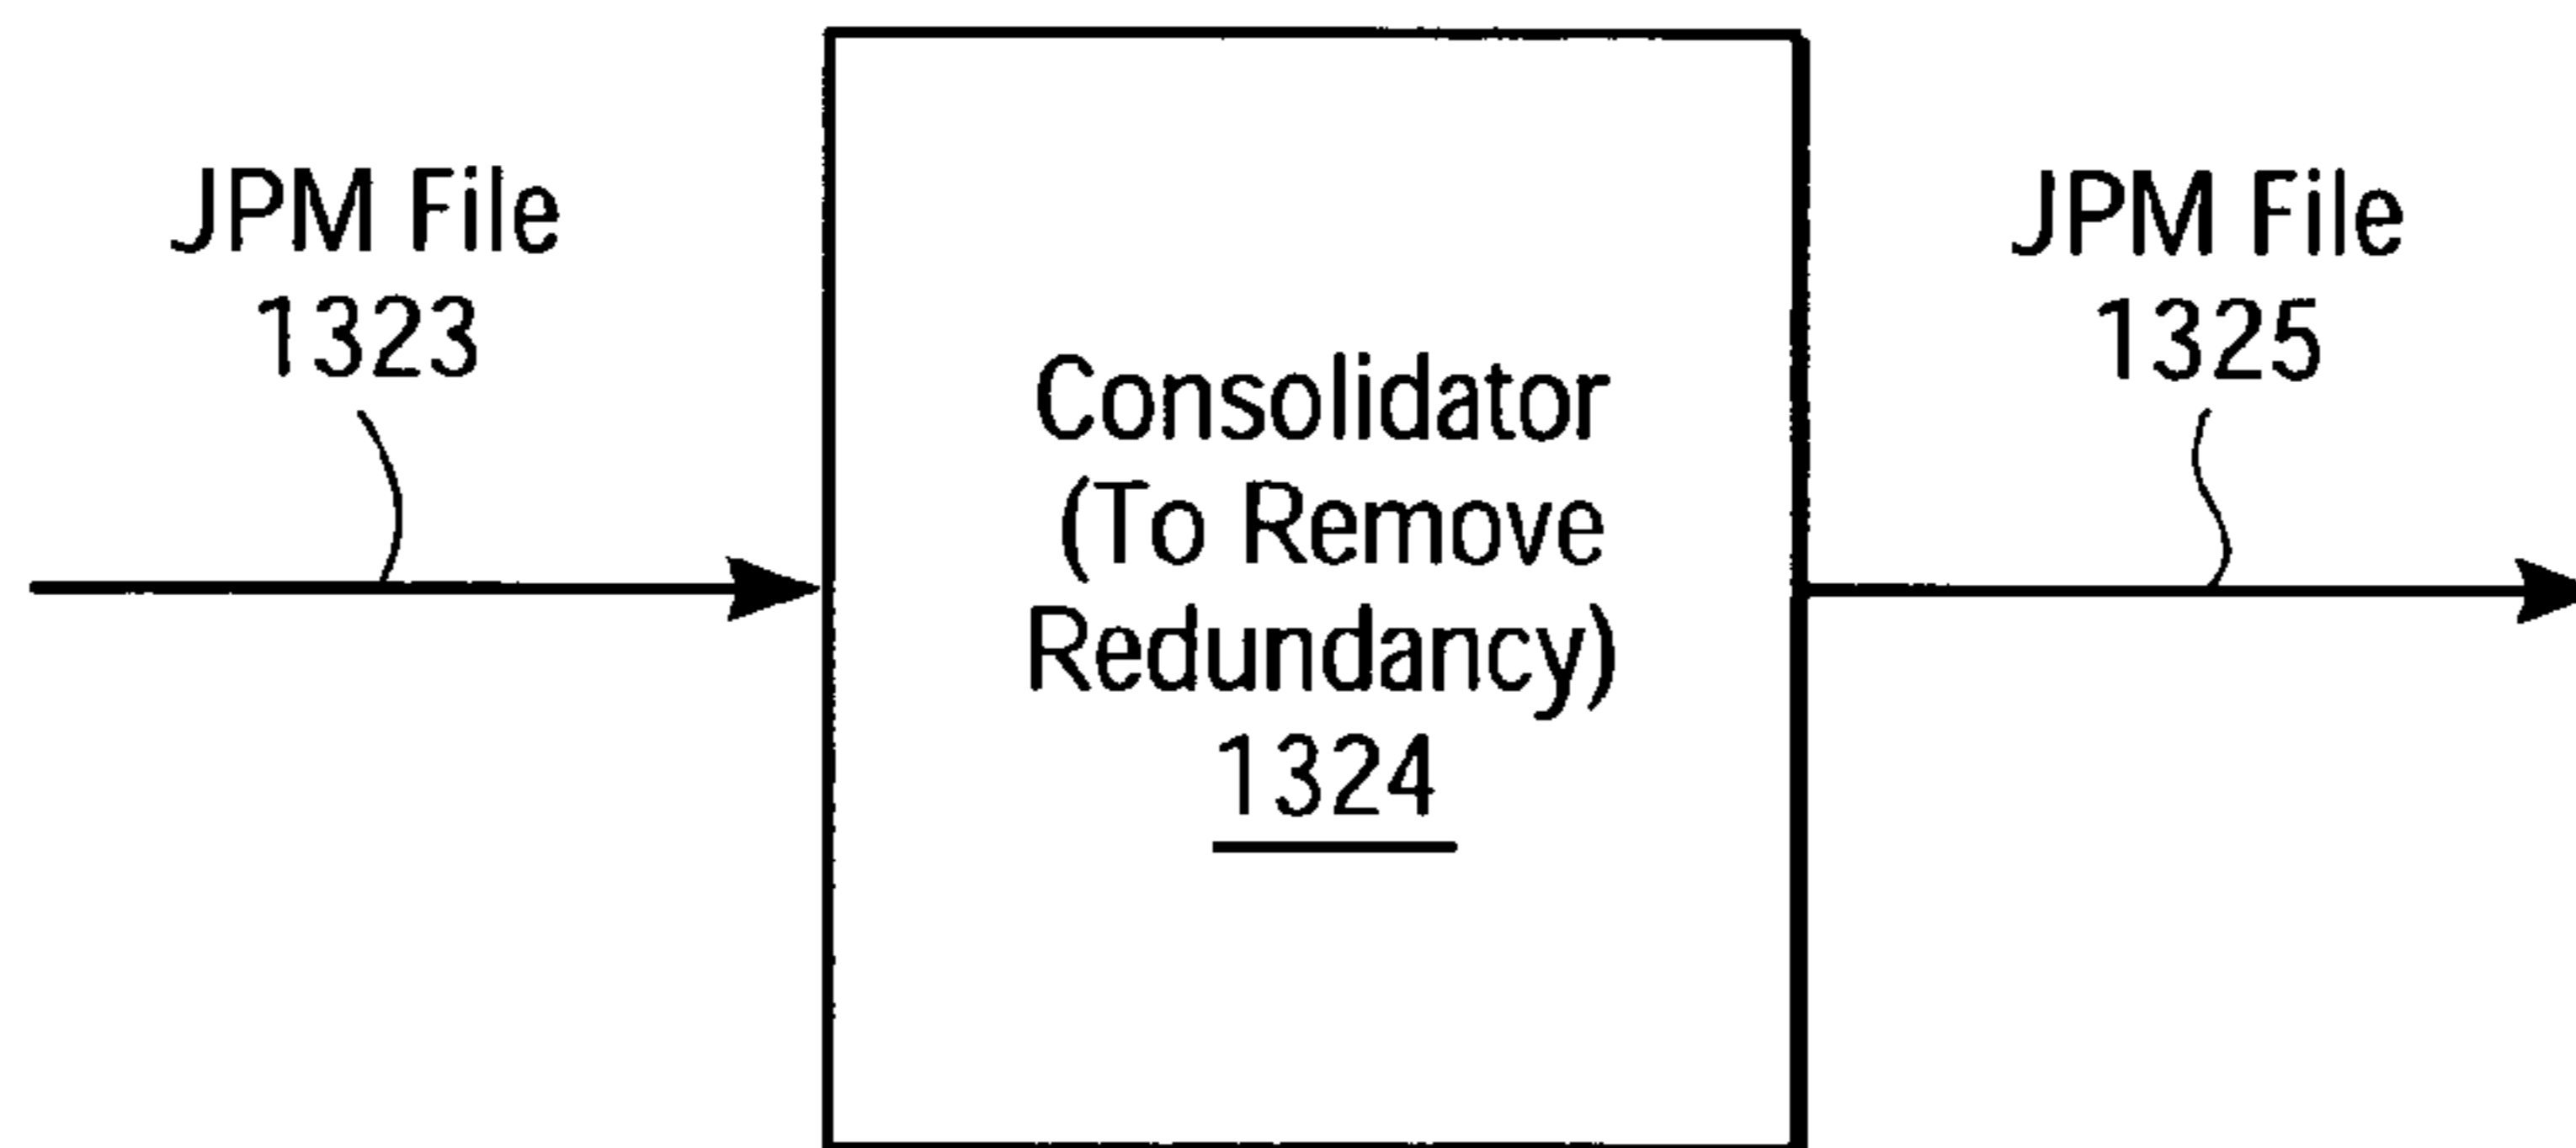 JPM File
1323
Consolidator
(To Remove
Redundancy)
1324
JPM File
1325